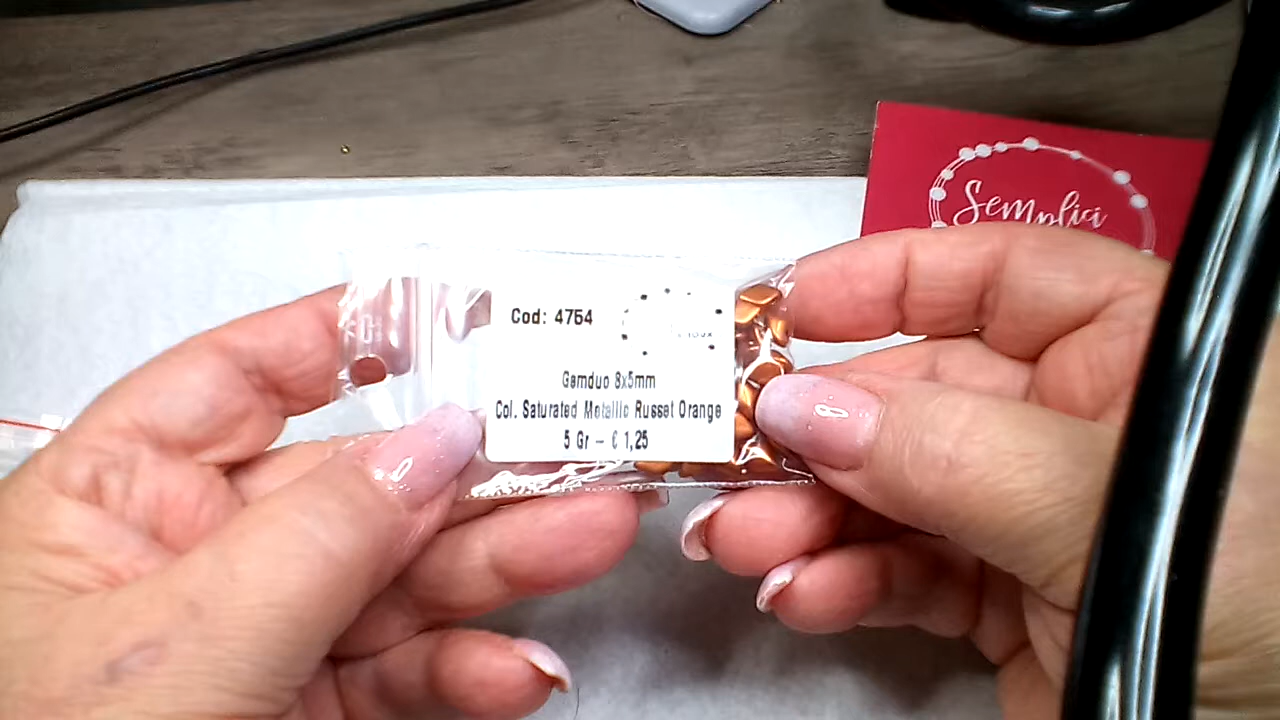 Semplici
Cod: 4754
Gemduo 8x5mm
Col. Saturated Metallic Russet Orange
5 Gr – € 1,25